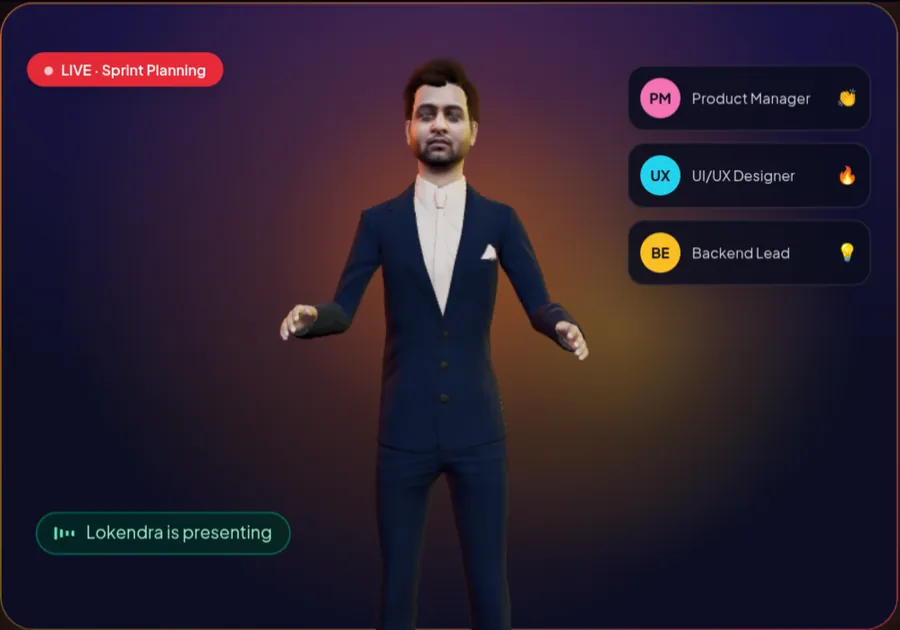 LIVE · Sprint Planning
PM Product Manager 👏
UX UI/UX Designer 🔥
BE Backend Lead 💡
Lokendra is presenting